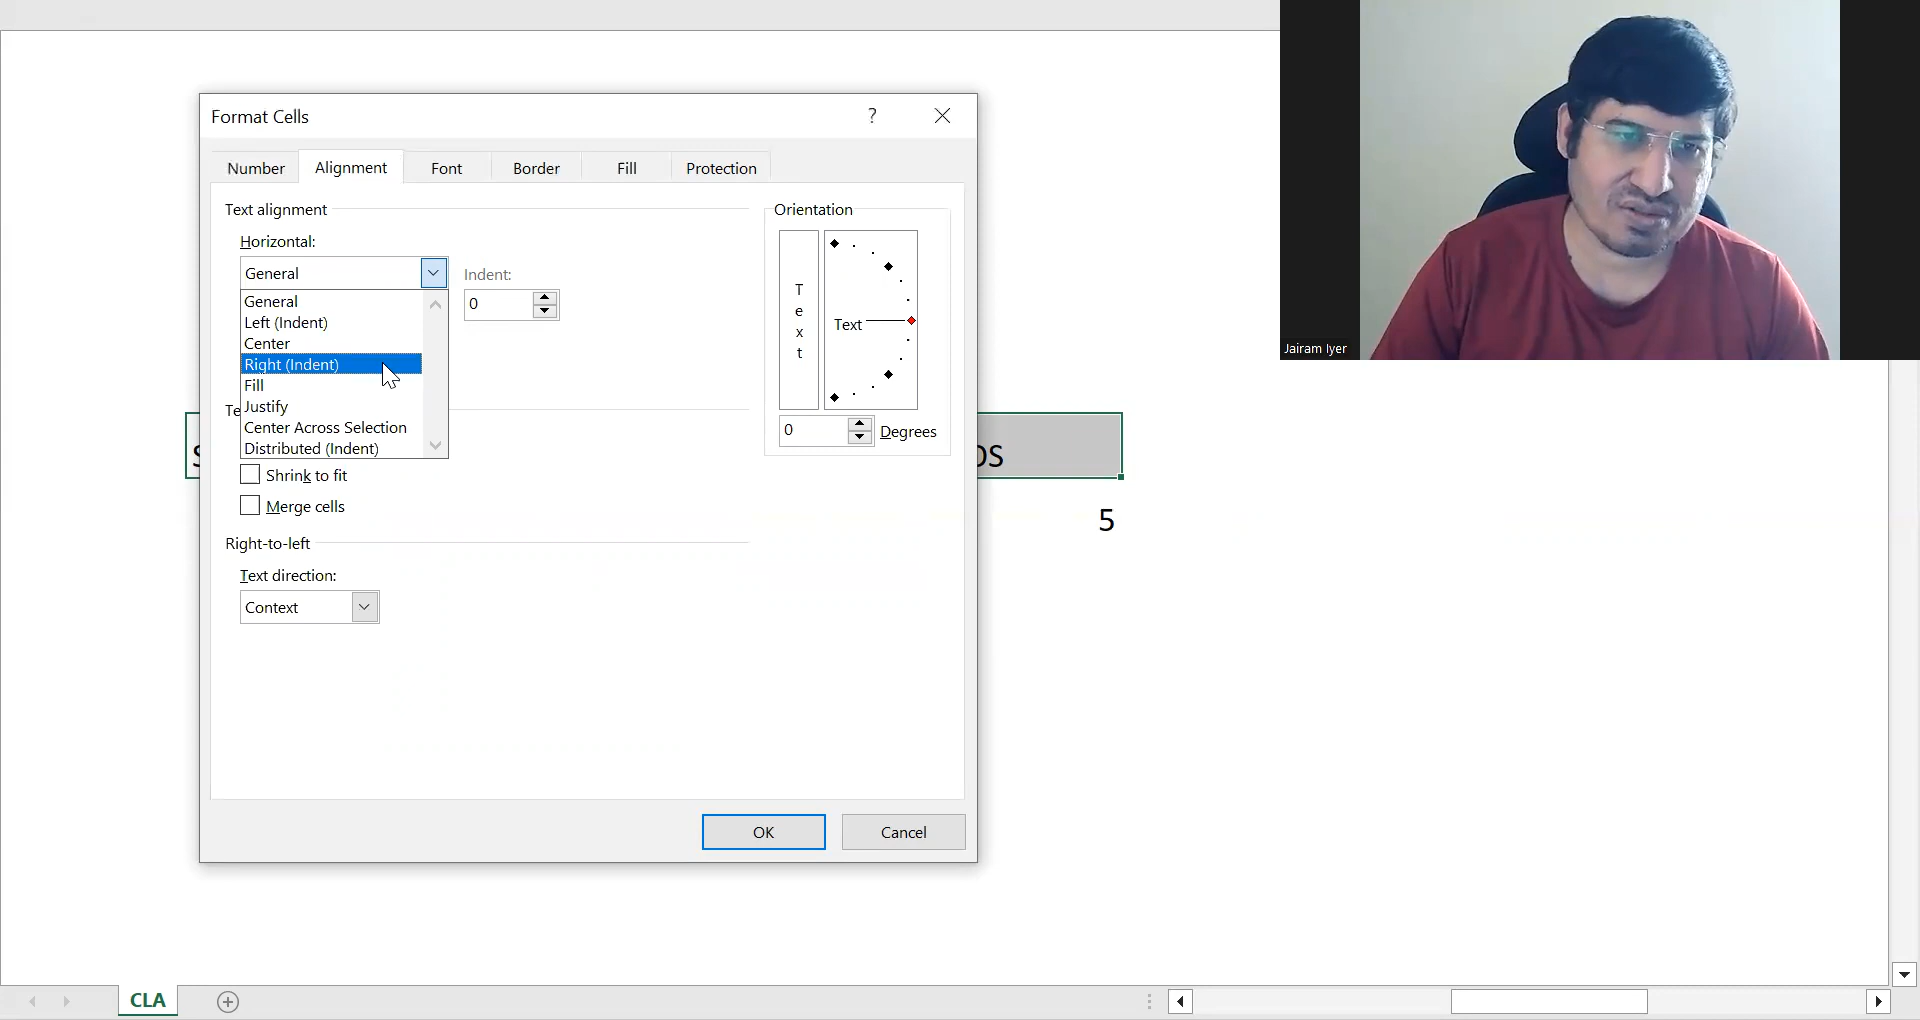 Format Cells
?
Number
Alignment
Font
Border
Fill
Protection
Text alignment
Horizontal:
General
Indent:
0
General
Left (Indent)
Center
Right (Indent)
Fill
Justify
Center Across Selection
Distributed (Indent)
Te
Shrink to fit
Merge cells
Right-to-left
Text direction:
Context
Orientation
T
e
x
t
Text
0
Degrees
OK
Cancel
S
OS
5
Jairam Iyer
CLA